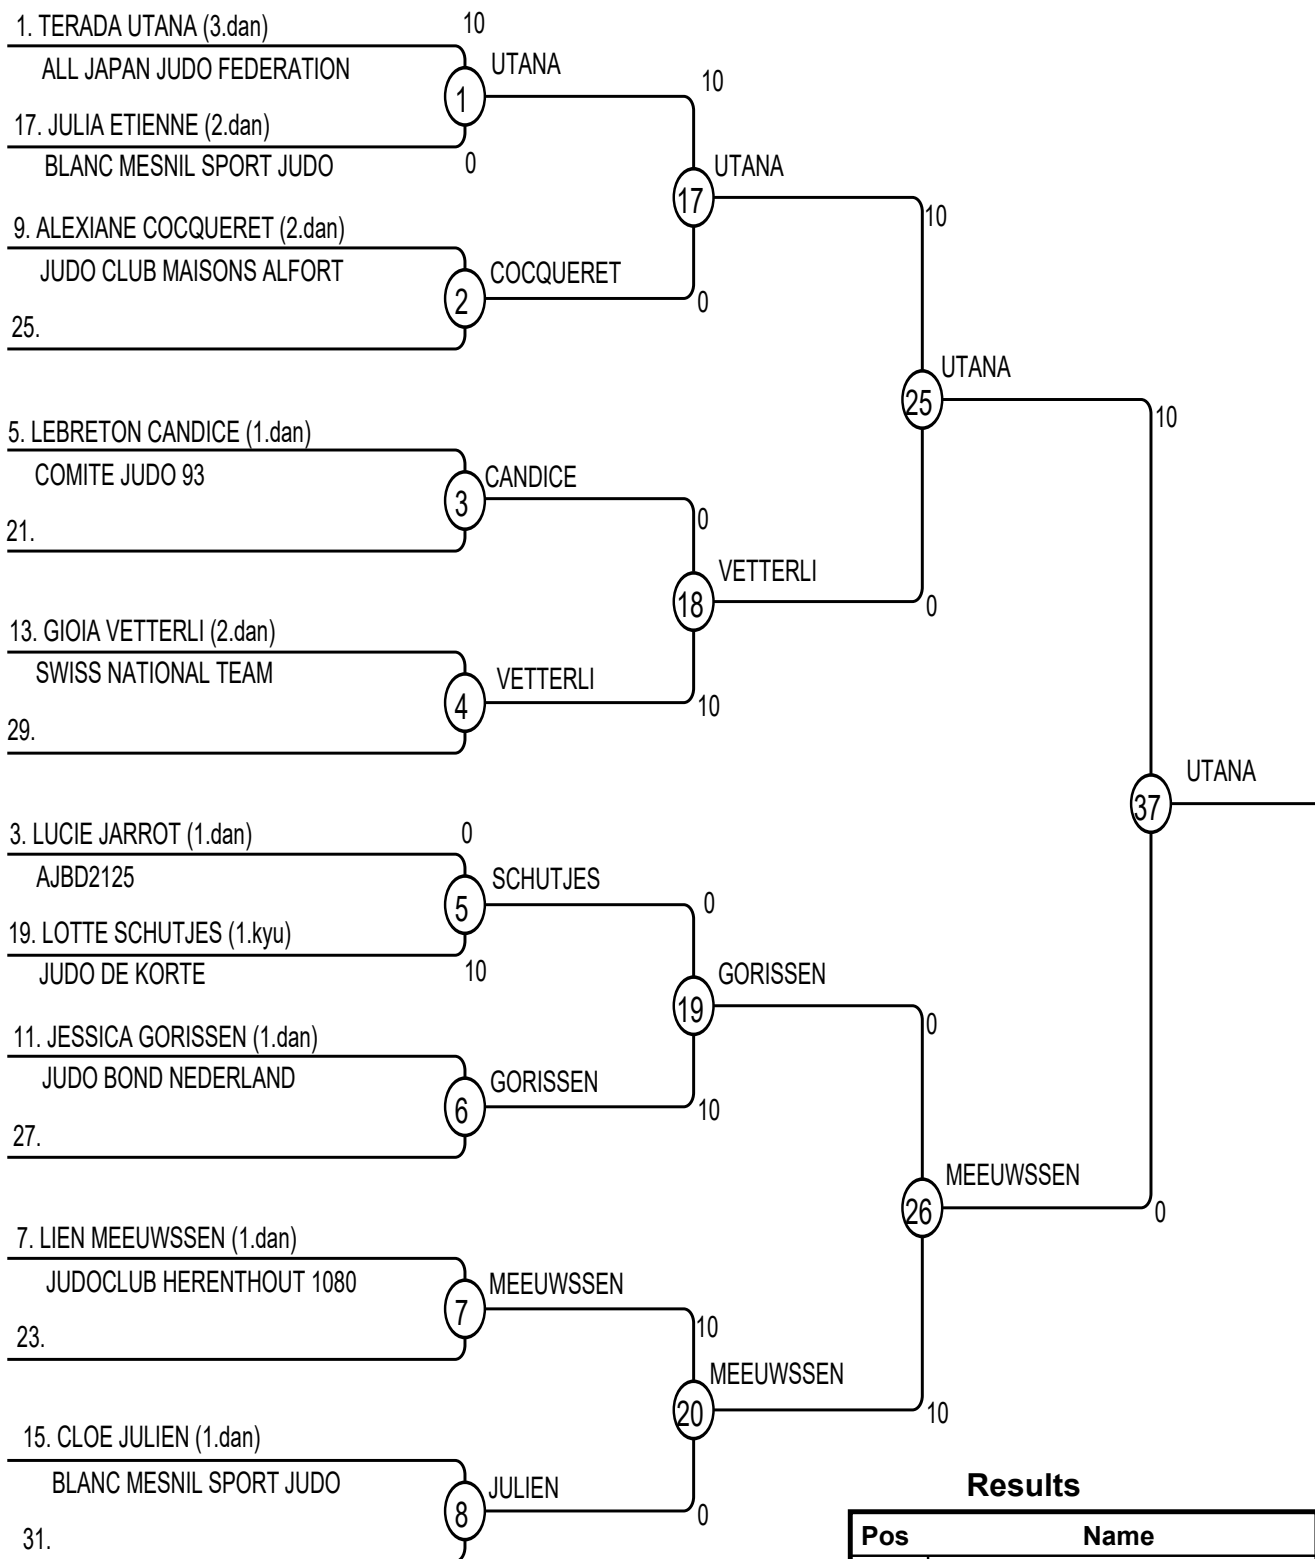 1. TERADA UTANA (3.dan)
10
ALL JAPAN JUDO FEDERATION
1
UTANA
17. JULIA ETIENNE (2.dan)
BLANC MESNIL SPORT JUDO
0
10
17
UTANA
9. ALEXIANE COCQUERET (2.dan)
JUDO CLUB MAISONS ALFORT
2
COCQUERET
0
25.
10
25
UTANA
5. LEBRETON CANDICE (1.dan)
COMITE JUDO 93
3
CANDICE
21.
0
18
VETTERLI
0
13. GIOIA VETTERLI (2.dan)
SWISS NATIONAL TEAM
4
VETTERLI
10
29.
10
37
UTANA
3. LUCIE JARROT (1.dan)
0
AJBD2125
5
SCHUTJES
19. LOTTE SCHUTJES (1.kyu)
JUDO DE KORTE
10
0
19
GORISSEN
0
11. JESSICA GORISSEN (1.dan)
JUDO BOND NEDERLAND
6
GORISSEN
10
27.
26
MEEUWSSEN
0
7. LIEN MEEUWSSEN (1.dan)
JUDOCLUB HERENTHOUT 1080
7
MEEUWSSEN
23.
10
20
MEEUWSSEN
10
15. CLOE JULIEN (1.dan)
BLANC MESNIL SPORT JUDO
8
JULIEN
0
31.
Results
Pos Name